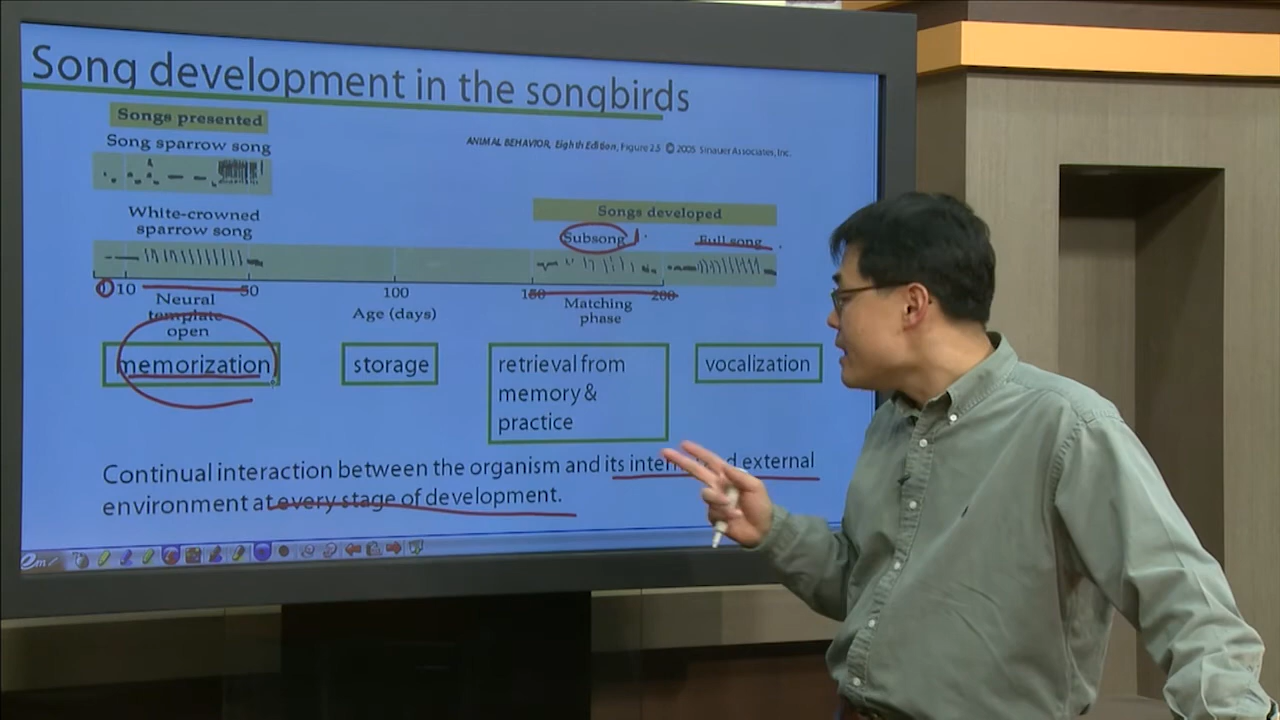 Song development in the songbirds
Songs presented
Song sparrow song
ANIMAL BEHAVIOR, Eighth Edition, Figure 2.5 © 2005 Sinauer Associates, Inc.
White-crowned
sparrow song
Songs developed
Subsong
Full song
1 10 50 100 150 200
Neural
template
open
Age (days)
Matching
phase
memorization
storage
retrieval from
memory &
practice
vocalization
Continual interaction between the organism and its internal and external
environment at every stage of development.